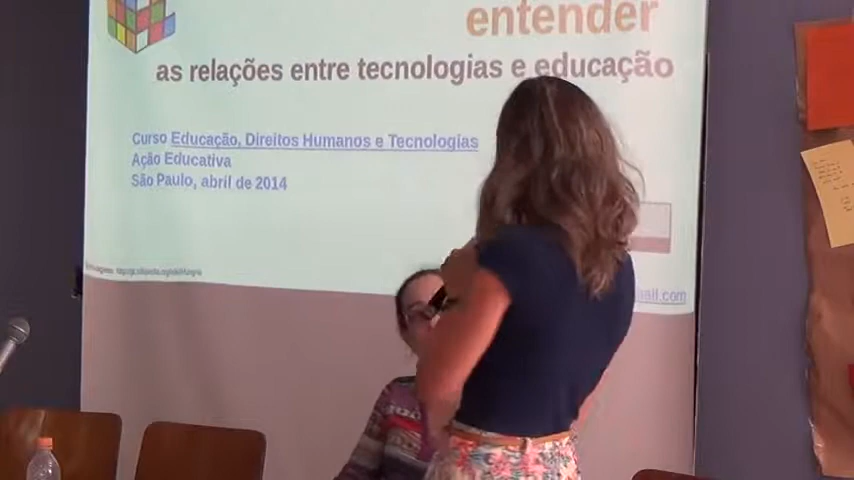 entender
as relações entre tecnologias e educação
Curso Educação, Direitos Humanos e Tecnologias
Ação Educativa
São Paulo, abril de 2014
ail.com